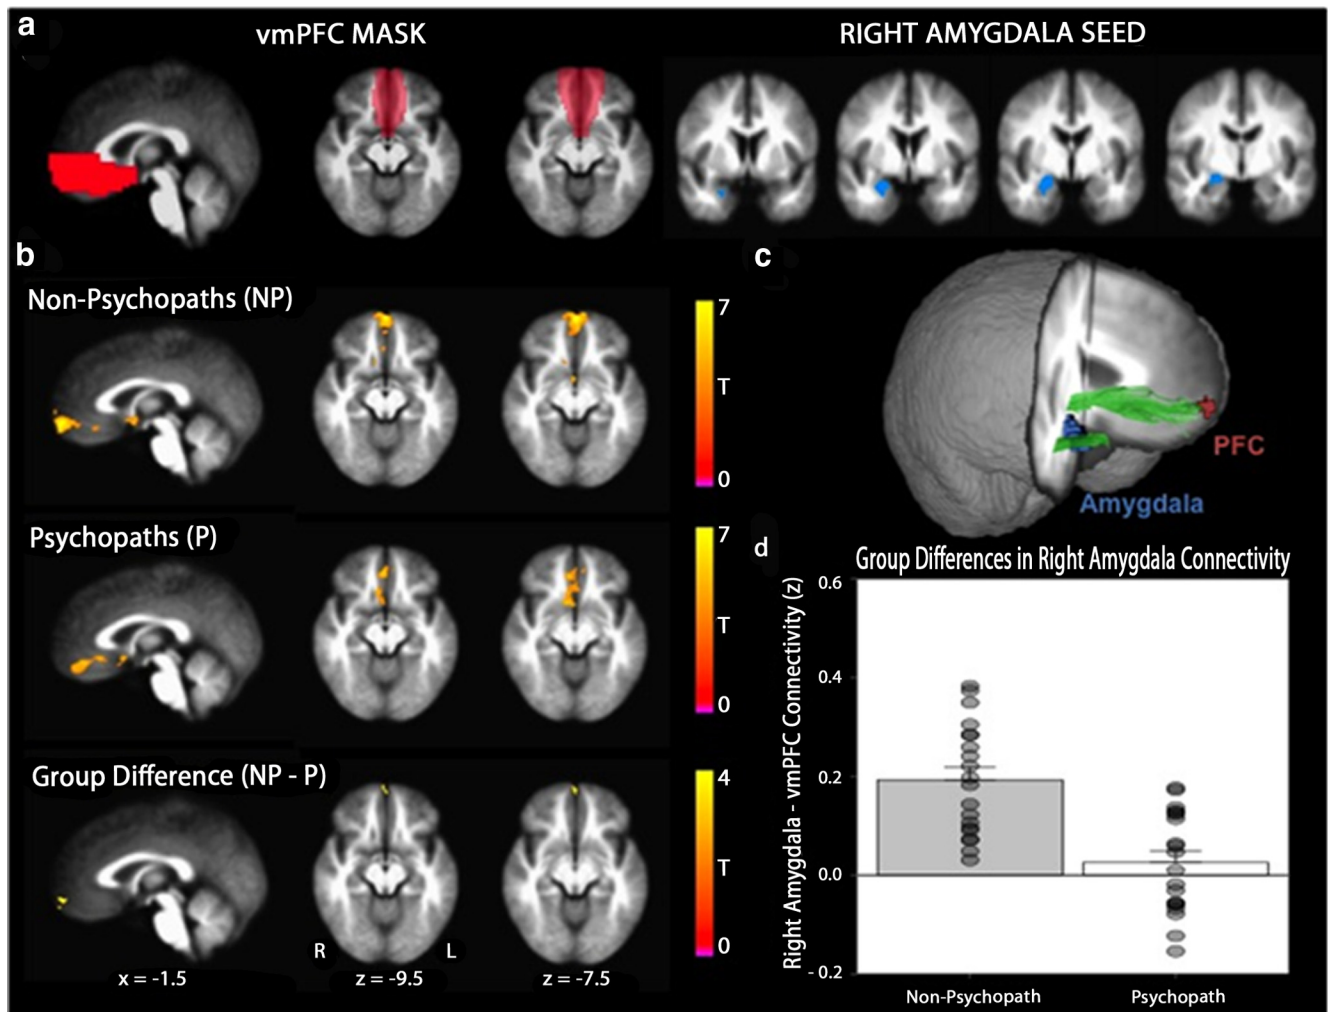 a
vmPFC MASK
RIGHT AMYGDALA SEED
b
Non-Psychopaths (NP)
7
T
0
Psychopaths (P)
7
T
0
Group Difference (NP - P)
4
T
0
R
L
x = -1.5
z = -9.5
z = -7.5
c
PFC
Amygdala
d
Group Differences in Right Amygdala Connectivity
Right Amygdala - vmPFC Connectivity (z)
0.6
0.4
0.2
0.0
- 0.2
Non-Psychopath
Psychopath